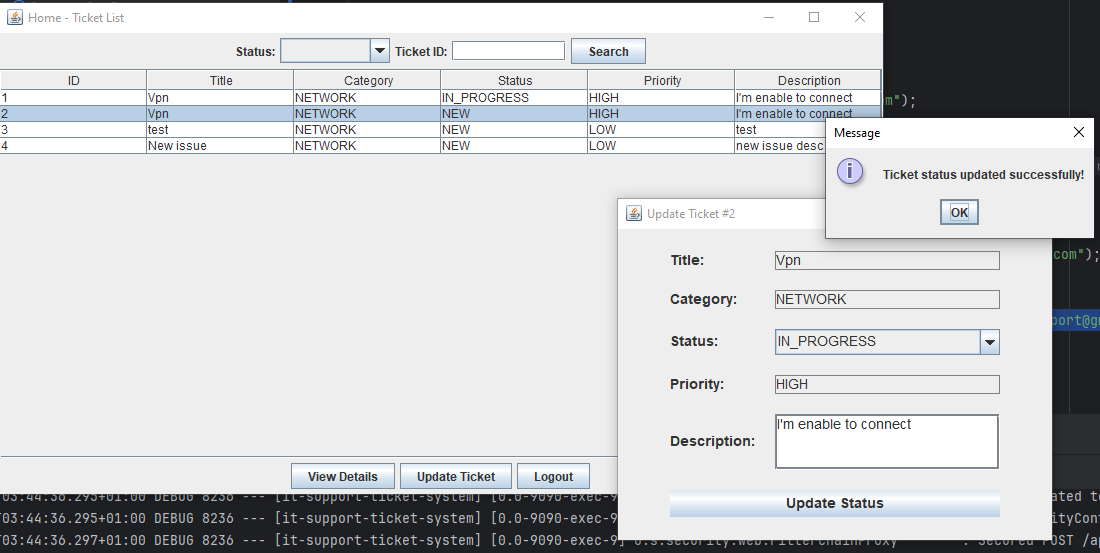 Home - Ticket List
Status: Ticket ID: Search
ID Title Category Status Priority Description
1 Vpn NETWORK IN_PROGRESS HIGH I'm enable to connect
2 Vpn NETWORK NEW HIGH I'm enable to connect
3 test NETWORK NEW LOW test
4 New issue NETWORK NEW LOW new issue desc
om");
Message
Ticket status updated successfully!
OK
Update Ticket #2
Title: Vpn
com");
Category: NETWORK
port@g
Status: IN_PROGRESS
Priority: HIGH
Description: I'm enable to connect
Update Status
View Details Update Ticket Logout
T03:44:36.295+01:00 DEBUG 8236 --- [it-support-ticket-system] [0.0-9090-exec-9
T03:44:36.295+01:00 DEBUG 8236 --- [it-support-ticket-system] [0.0-9090-exec-9 ityCont
T03:44:36.297+01:00 DEBUG 8236 --- [it-support-ticket-system] [0.0-9090-exec-9] o.s.security.web.FilterChainProxy : Secured POST /ap